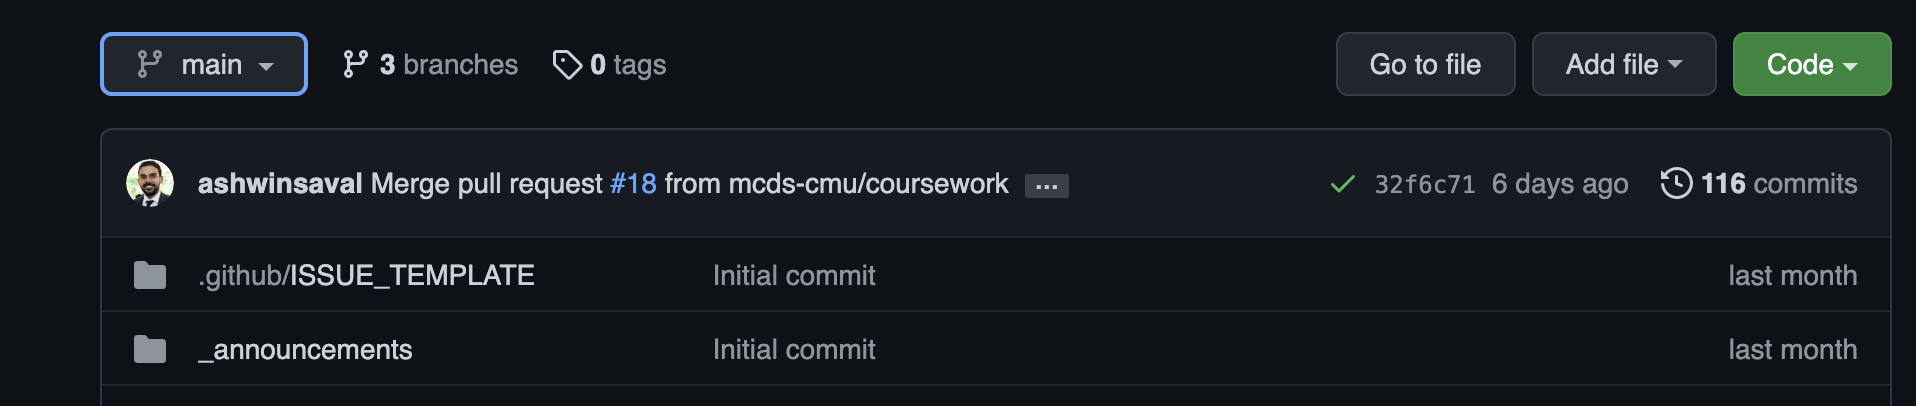 main 3 branches 0 tags Go to file Add file Code
ashwinsaval Merge pull request #18 from mcds-cmu/coursework ... 32f6c71 6 days ago 116 commits
.github/ISSUE_TEMPLATE Initial commit last month
_announcements Initial commit last month